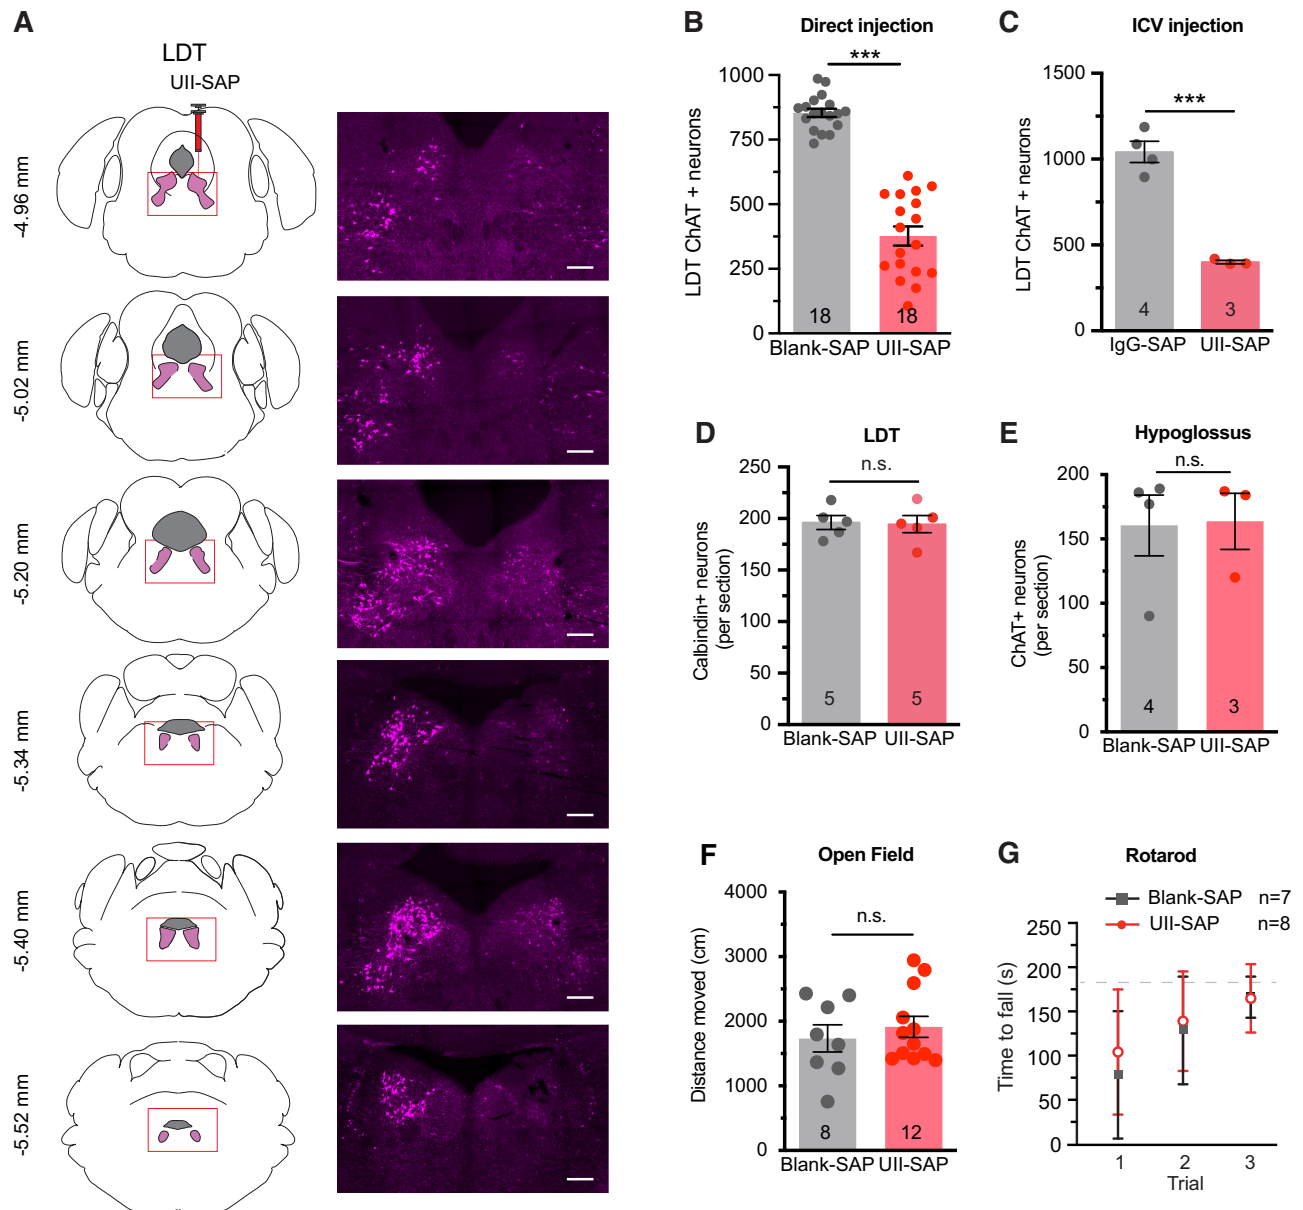 A
LDT
UII-SAP
-4.96 mm
-5.02 mm
-5.20 mm
-5.34 mm
-5.40 mm
-5.52 mm
B
Direct injection
***
LDT ChAT + neurons
1000
750
500
250
0
18
18
Blank-SAP UII-SAP
C
ICV injection
***
LDT ChAT + neurons
1500
1000
500
0
4
3
IgG-SAP UII-SAP
D
LDT
n.s.
Calbindin+ neurons
(per section)
250
200
150
100
50
0
5
5
Blank-SAP UII-SAP
E
Hypoglossus
n.s.
ChAT+ neurons
(per section)
200
150
100
50
0
4
3
Blank-SAP UII-SAP
F
Open Field
n.s.
Distance moved (cm)
4000
3000
2000
1000
0
8
12
Blank-SAP UII-SAP
G
Rotarod
Blank-SAP n=7
UII-SAP n=8
Time to fall (s)
250
200
150
100
50
0
1 2 3
Trial